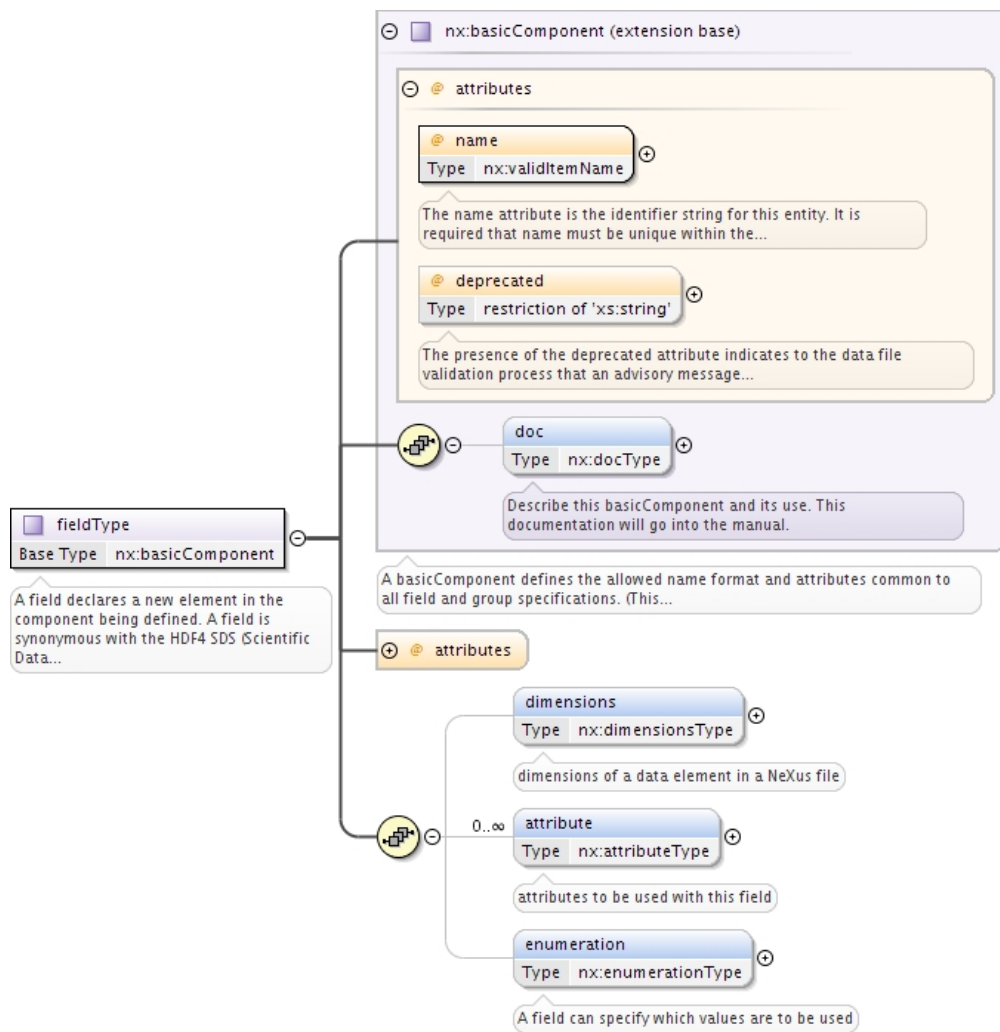 nx:basicComponent (extension base)
@ attributes
@ name
Type nx:validItemName
The name attribute is the identifier string for this entity. It is
required that name must be unique within the...
@ deprecated
Type restriction of 'xs:string'
The presence of the deprecated attribute indicates to the data file
validation process that an advisory message...
doc
Type nx:docType
Describe this basicComponent and its use. This
documentation will go into the manual.
fieldType
Base Type nx:basicComponent
A field declares a new element in the
component being defined. A field is
synonymous with the HDF4 SDS (Scientific
Data...
A basicComponent defines the allowed name format and attributes common to
all field and group specifications. (This...
@ attributes
dimensions
Type nx:dimensionsType
dimensions of a data element in a NeXus file
0..∞
attribute
Type nx:attributeType
attributes to be used with this field
enumeration
Type nx:enumerationType
A field can specify which values are to be used